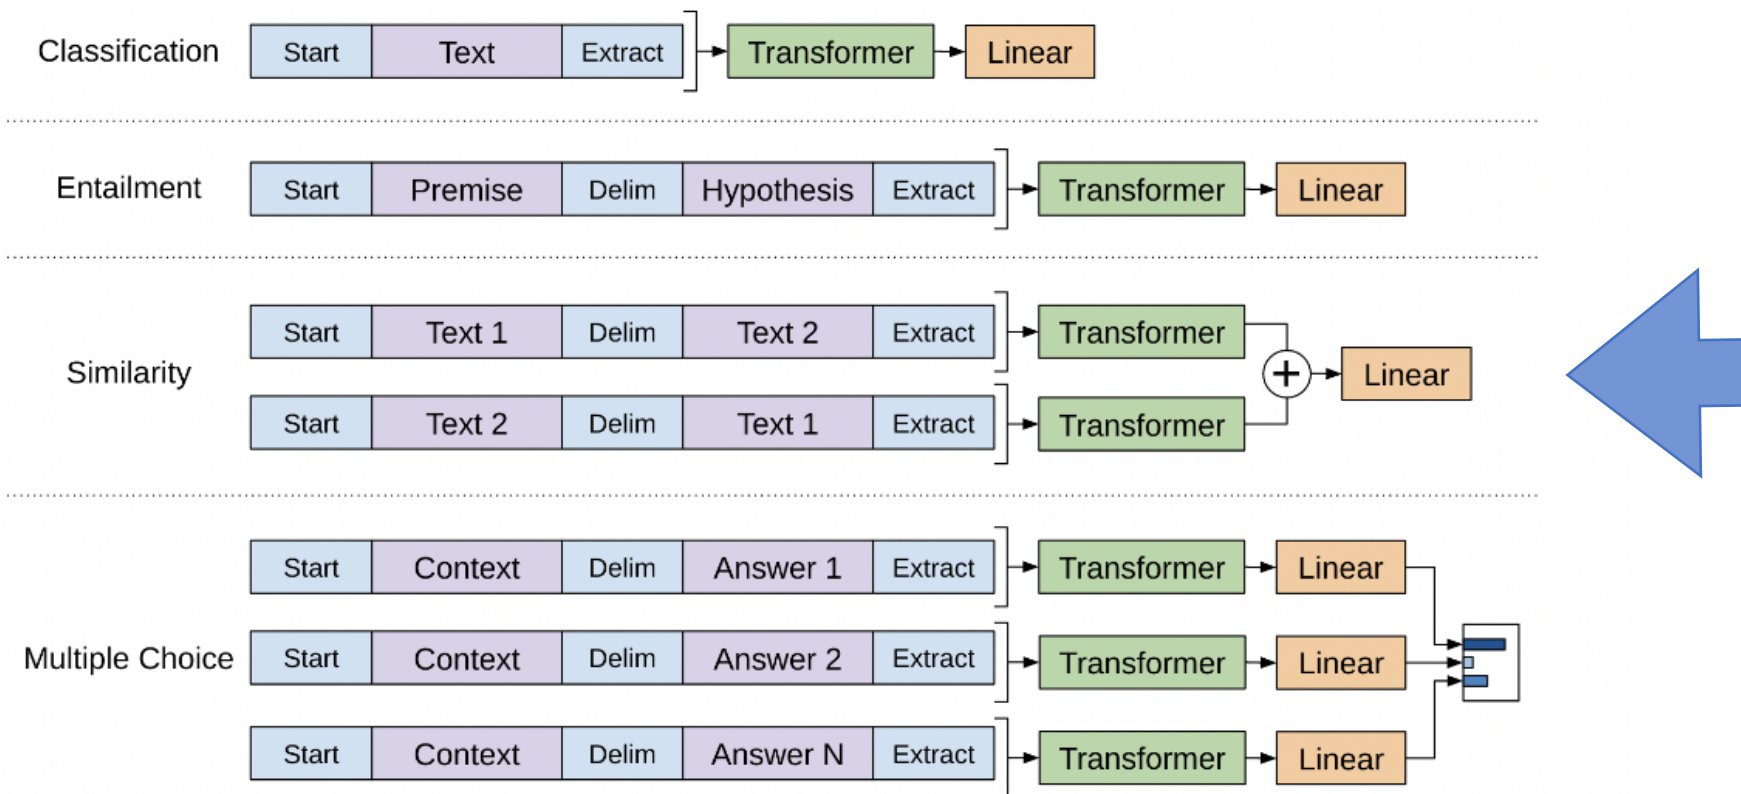 Classification Start Text Extract Transformer Linear
Entailment Start Premise Delim Hypothesis Extract Transformer Linear
Similarity
Start Text 1 Delim Text 2 Extract Transformer
+ Linear
Start Text 2 Delim Text 1 Extract Transformer
Multiple Choice
Start Context Delim Answer 1 Extract Transformer Linear
Start Context Delim Answer 2 Extract Transformer Linear
Start Context Delim Answer N Extract Transformer Linear